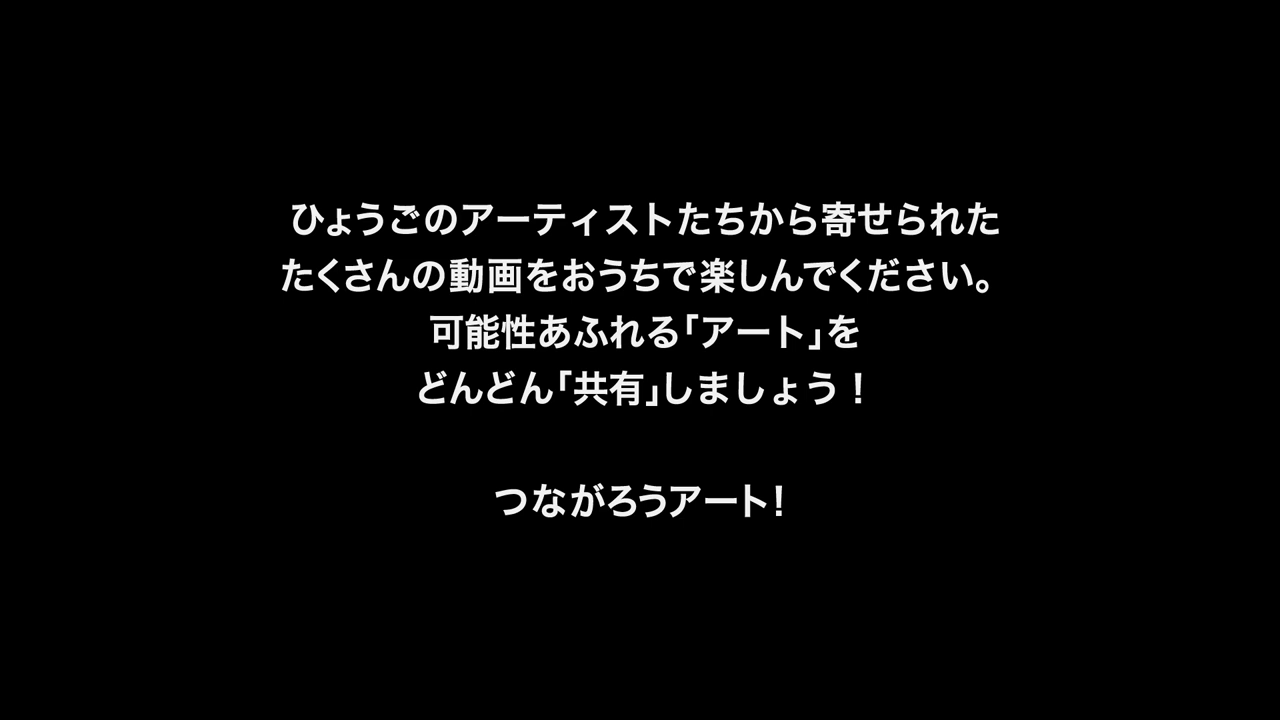 ひょうごのアーティストたちから寄せられた
たくさんの動画をおうちで楽しんでください。
可能性あふれる「アート」を
どんどん「共有」しましょう！
つながろうアート!